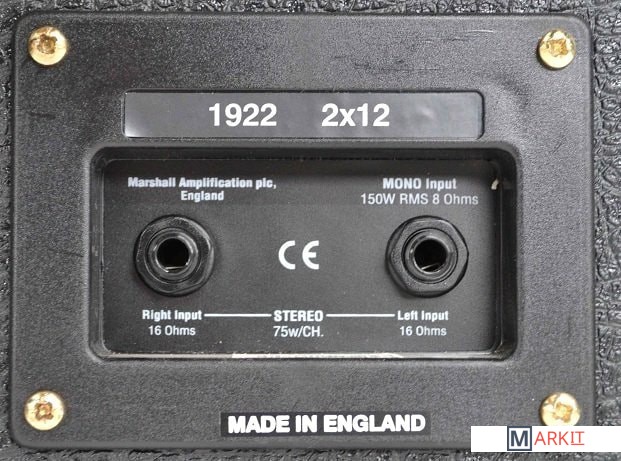 1922 2x12
Marshall Amplification plc,
England
MONO Input
150W RMS 8 Ohms
CE
Right Input
16 Ohms
STEREO
75w/CH.
Left Input
16 Ohms
MADE IN ENGLAND
MARKIT